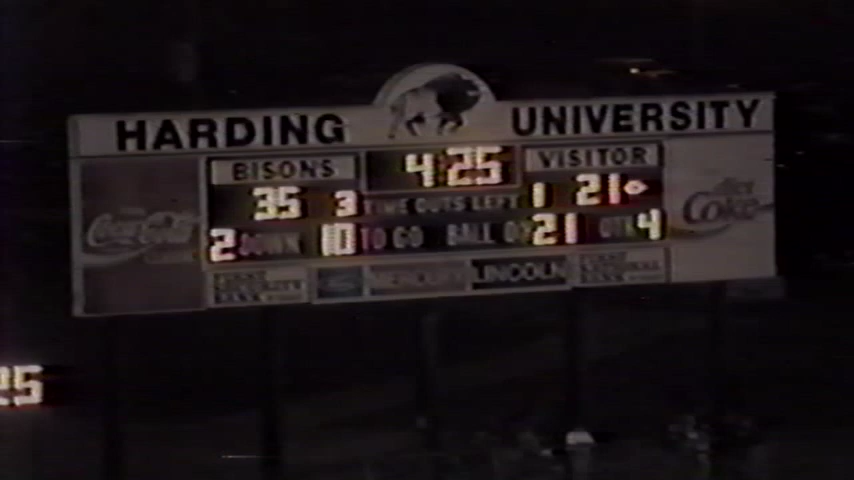 HARDING UNIVERSITY
BISONS 4:25 VISITOR
35 3 TIME OUTS LEFT 1 21
2 DOWN 10 TO GO BALL ON 21 QTR 4
Coca-Cola
diet Coke
MERCURY LINCOLN
25